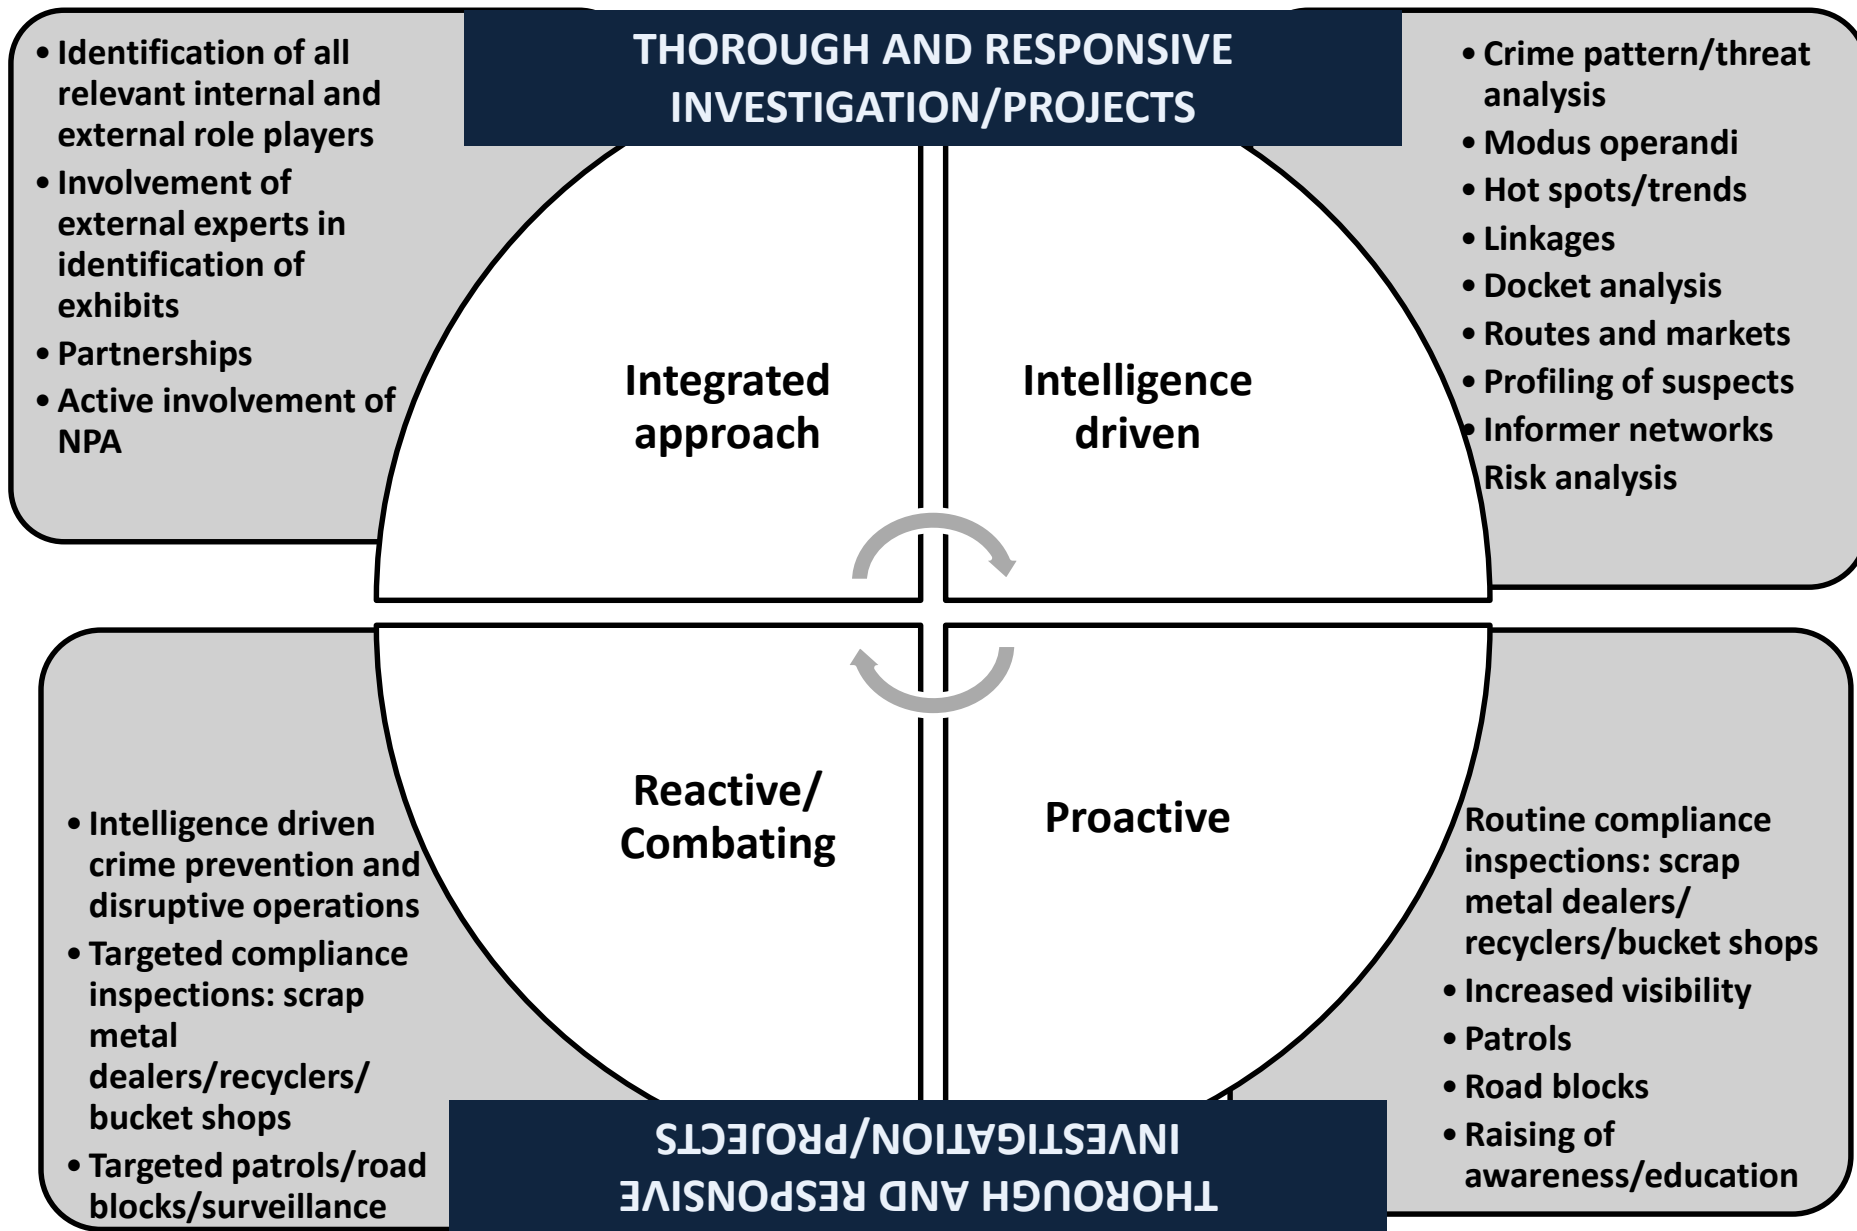 THOROUGH AND RESPONSIVE
INVESTIGATION/PROJECTS
• Identification of all
relevant internal and
external role players
• Involvement of
external experts in
identification of
exhibits
• Partnerships
• Active involvement of
NPA
Integrated
approach
Intelligence
driven
• Crime pattern/threat
analysis
• Modus operandi
• Hot spots/trends
• Linkages
• Docket analysis
• Routes and markets
• Profiling of suspects
• Informer networks
Risk analysis
Reactive/
Combating
Proactive
• Intelligence driven
crime prevention and
disruptive operations
• Targeted compliance
inspections: scrap
metal
dealers/recyclers/
bucket shops
• Targeted patrols/road
blocks/surveillance
Routine compliance
inspections: scrap
metal dealers/
recyclers/bucket shops
• Increased visibility
• Patrols
• Road blocks
• Raising of
awareness/education
THOROUGH AND RESPONSIVE
INVESTIGATION/PROJECTS